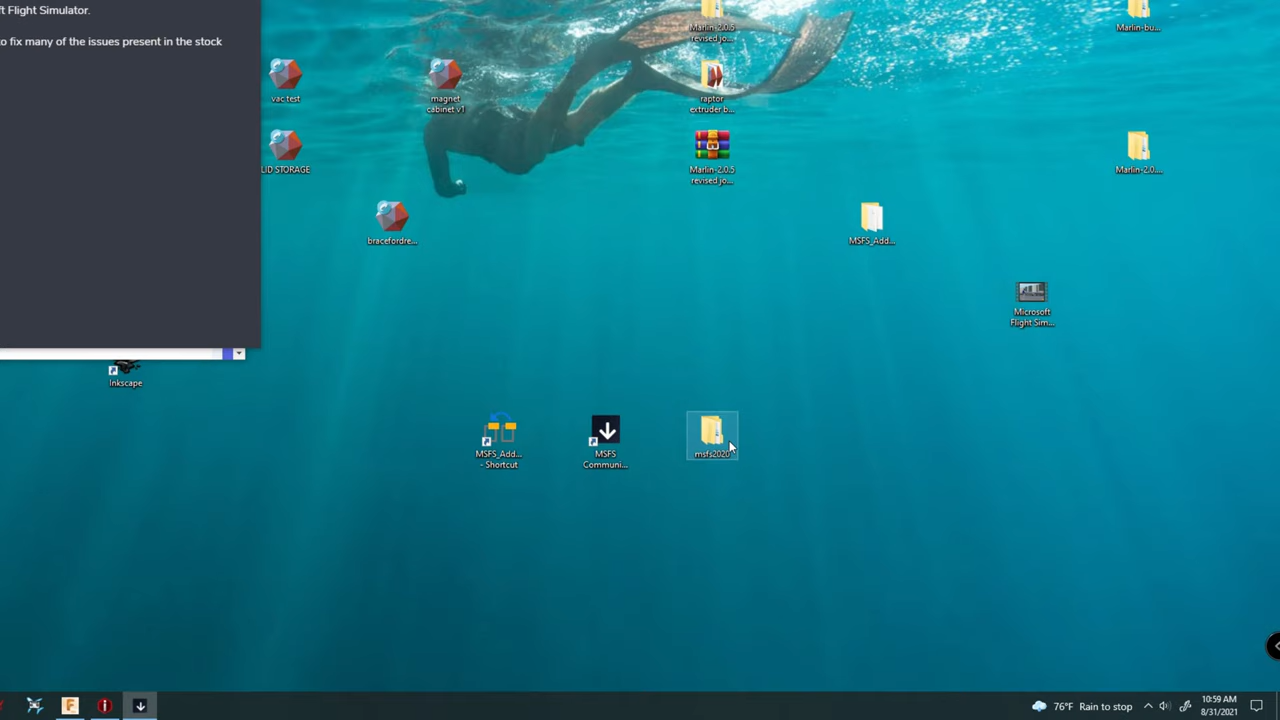 ft Flight Simulator.
to fix many of the issues present in the stock
Marlin-2.0.5
revised.jo...
Marlin-bu...
vac test
magnet
cabinet v1
raptor
extruder b...
LID STORAGE
Marlin-2.0.5
revised.jo...
Marlin-2.0....
bracefordre...
MSFS_Add...
Microsoft
Flight Sim...
Inkscape
MSFS_Add...
- Shortcut
MSFS
Communi...
msfs2020
76°F Rain to stop
10:59 AM
8/31/2021